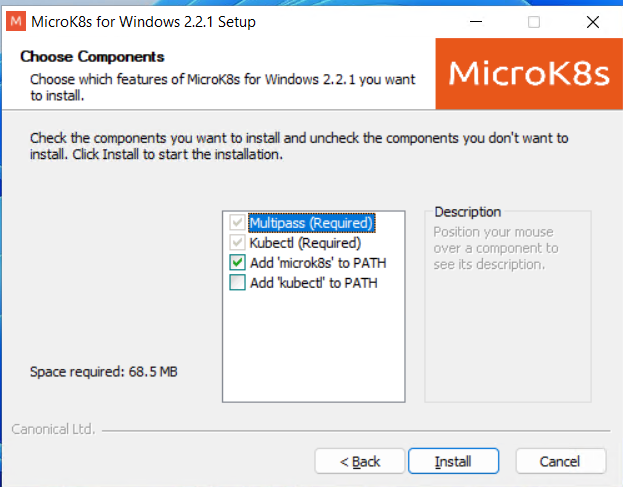 M MicroK8s for Windows 2.2.1 Setup
Choose Components
Choose which features of MicroK8s for Windows 2.2.1 you want
to install.
MicroK8s
Check the components you want to install and uncheck the components you don't want to
install. Click Install to start the installation.
Multipass (Required)
Kubectl (Required)
Add 'microk8s' to PATH
Add 'kubectl' to PATH
Description
Position your mouse
over a component to
see its description.
Space required: 68.5 MB
Canonical Ltd.
< Back
Install
Cancel